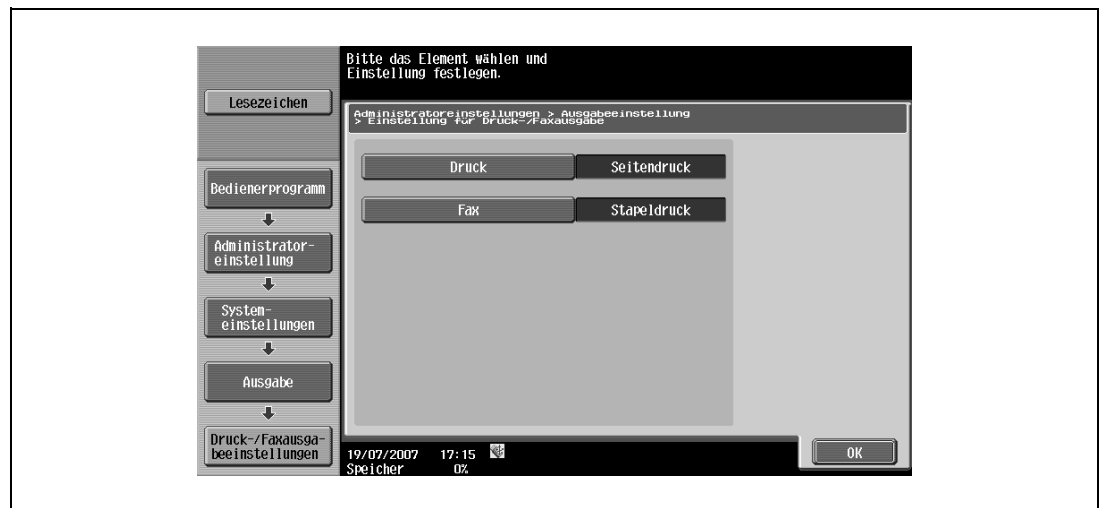 Bitte das Element wählen und
Einstellung festlegen.
Lesezeichen
Administratoreinstellungen > Ausgabeeinstellung
> Einstellung für Druck-/Faxausgabe
Druck
Seitendruck
Fax
Stapeldruck
Bedienerprogramm
Administrator-
einstellung
System-
einstellungen
Ausgabe
Druck-/Faxausga-
beeinstellungen
19/07/2007 17:15
Speicher 0%
OK